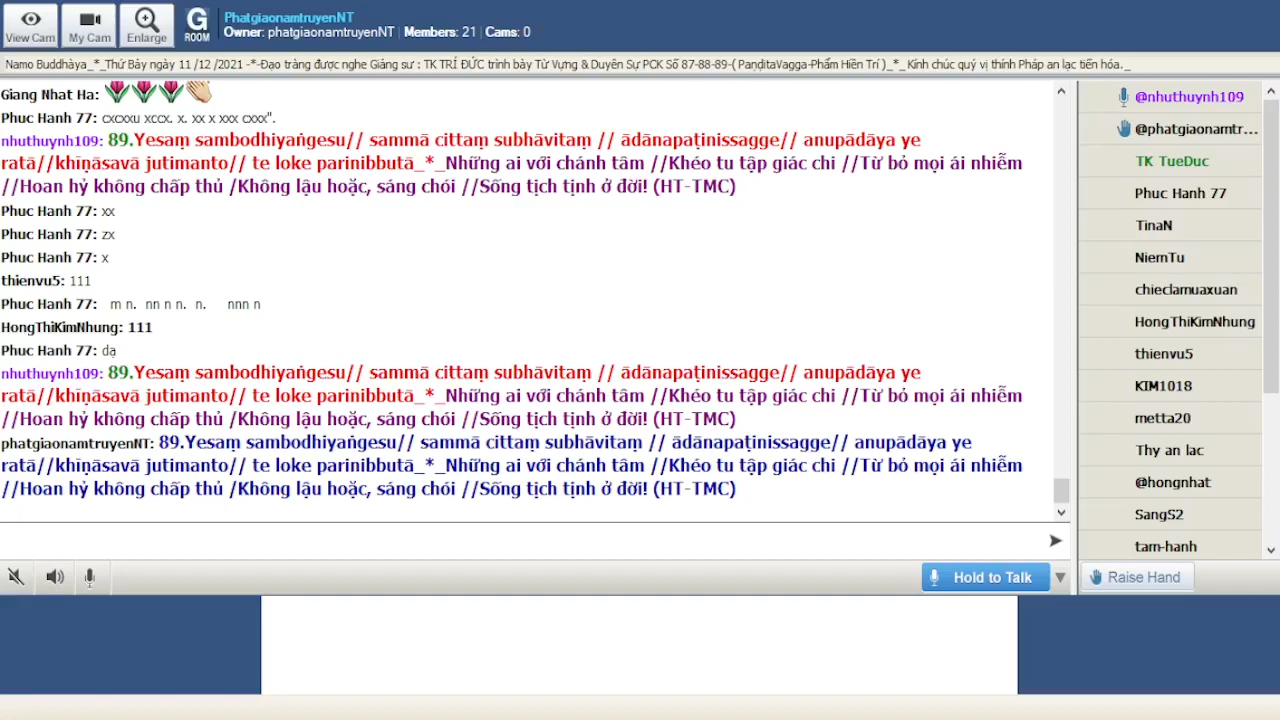 View Cam
My Cam
Enlarge
G
ROOM
PhatgiaonamtruyenNT
Owner: phatgiaonamtruyenNT | Members: 21 | Cams: 0
Namo Buddhàya_*_Thứ Bảy ngày 11 /12 /2021 -*-Đạo tràng được nghe Giảng sư : TK TRÍ ĐỨC trình bày Từ Vựng & Duyên Sự PCK Số 87-88-89-( PaṇḍitaVagga-Phẩm Hiền Trí )_*_ Kính chúc quý vị thính Pháp an lạc tiến hóa._
Giang Nhat Ha:
Phuc Hanh 77: cxcxxu xccx. x. xx x xxx cxxx".
nhuthuynh109: 89.Yesaṃ sambodhiyaṅgesu// sammā cittaṃ subhāvitaṃ // ādānapaṭinissagge// anupādāya ye
ratā//khīṇāsavā jutimanto// te loke parinibbutā_*_Những ai với chánh tâm //Khéo tu tập giác chi //Từ bỏ mọi ái nhiễm
//Hoan hỷ không chấp thủ /Không lậu hoặc, sáng chói //Sống tịch tịnh ở đời! (HT-TMC)
Phuc Hanh 77: xx
Phuc Hanh 77: zx
Phuc Hanh 77: x
thienvu5: 111
Phuc Hanh 77: m n. nn n n. n. nnn n
HongThiKimNhung: 111
Phuc Hanh 77: dạ
nhuthuynh109: 89.Yesaṃ sambodhiyaṅgesu// sammā cittaṃ subhāvitaṃ // ādānapaṭinissagge// anupādāya ye
ratā//khīṇāsavā jutimanto// te loke parinibbutā_*_Những ai với chánh tâm //Khéo tu tập giác chi //Từ bỏ mọi ái nhiễm
//Hoan hỷ không chấp thủ /Không lậu hoặc, sáng chói //Sống tịch tịnh ở đời! (HT-TMC)
phatgiaonamtruyenNT: 89.Yesaṃ sambodhiyaṅgesu// sammā cittaṃ subhāvitaṃ // ādānapaṭinissagge// anupādāya ye
ratā//khīṇāsavā jutimanto// te loke parinibbutā_*_Những ai với chánh tâm //Khéo tu tập giác chi //Từ bỏ mọi ái nhiễm
//Hoan hỷ không chấp thủ /Không lậu hoặc, sáng chói //Sống tịch tịnh ở đời! (HT-TMC)
@nhuthuynh109
@phatgiaonamtr...
TK TueDuc
Phuc Hanh 77
TinaN
NiemTu
chieclamuaxuan
HongThiKimNhung
thienvu5
KIM1018
metta20
Thy an lac
@hongnhat
SangS2
tam-hanh
Hold to Talk
Raise Hand